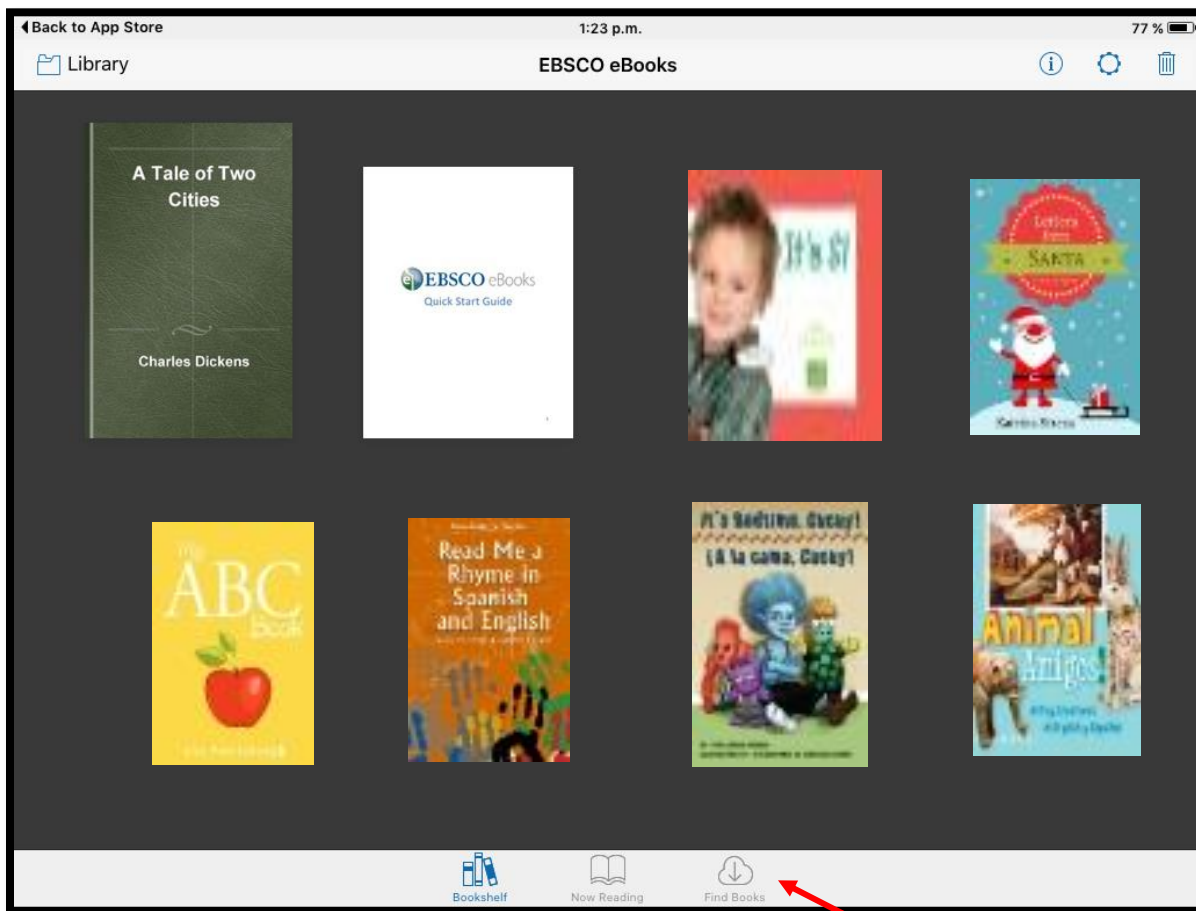 Back to App Store 1:23 p.m. 77 %
Library EBSCO eBooks
A Tale of Two
Cities
Charles Dickens
EBSCO eBooks
Quick Start Guide
It's S!
Letters
from
SANTA
My
ABC
Book
Read Me a
Rhyme in
Spanish
and English
It's Bedtime, Cucuy!
¡A la cama, Cucuy!
Animal
Amigos!
Bookshelf Now Reading Find Books